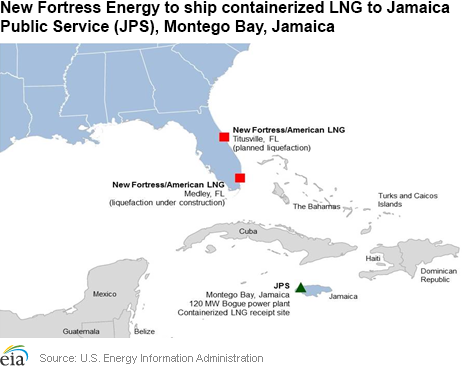 New Fortress Energy to ship containerized LNG to Jamaica
Public Service (JPS), Montego Bay, Jamaica
New Fortress/American LNG
Titusville, FL
(planned liquefaction)
New Fortress/American LNG
Medley, FL
(liquefaction under construction)
The Bahamas
Turks and Caicos
Islands
Cuba
Haiti
Dominican
Republic
JPS
Montego Bay, Jamaica
120 MW Bogue power plant
Containerized LNG receipt site
Jamaica
Mexico
Guatemala
Belize
eia
Source: U.S. Energy Information Administration